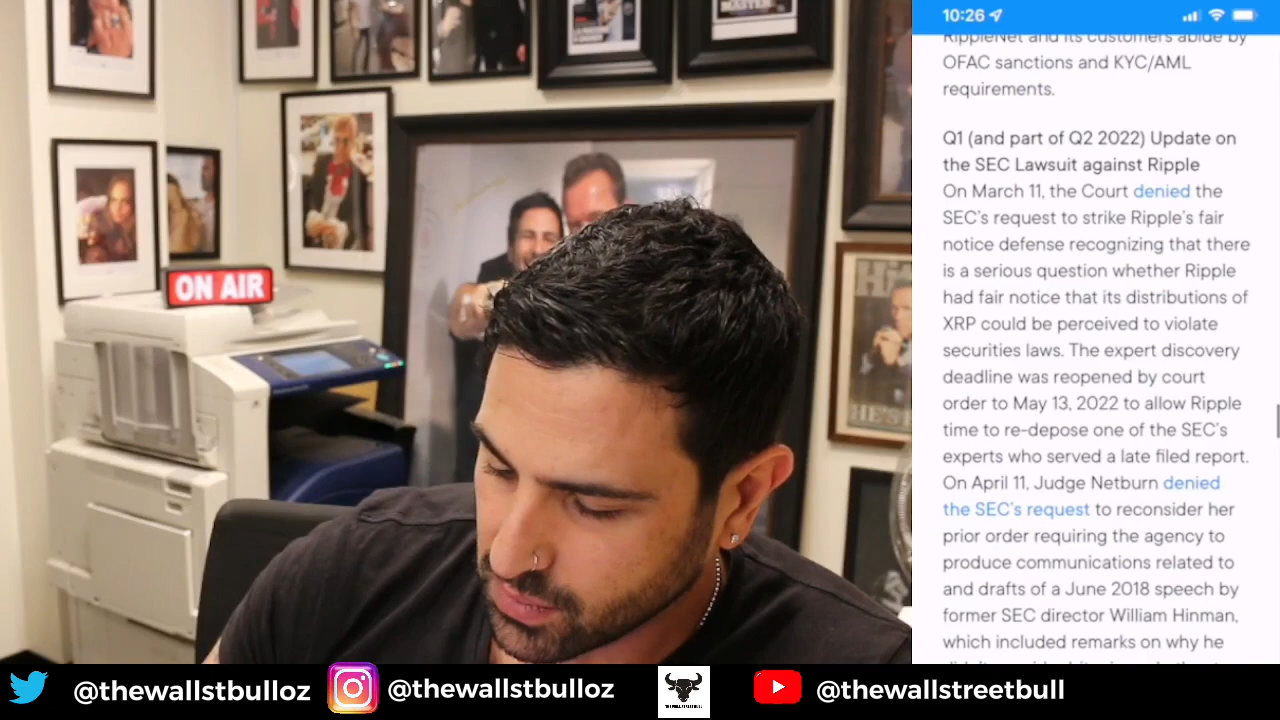 10:26
RippleNet and its customers abide by
OFAC sanctions and KYC/AML
requirements.
Q1 (and part of Q2 2022) Update on
the SEC Lawsuit against Ripple
On March 11, the Court denied the
SEC's request to strike Ripple's fair
notice defense recognizing that there
is a serious question whether Ripple
had fair notice that its distributions of
XRP could be perceived to violate
securities laws. The expert discovery
deadline was reopened by court
order to May 13, 2022 to allow Ripple
time to re-depose one of the SEC's
experts who served a late filed report.
On April 11, Judge Netburn denied
the SEC's request to reconsider her
prior order requiring the agency to
produce communications related to
and drafts of a June 2018 speech by
former SEC director William Hinman,
which included remarks on why he
ON AIR
MASTER
@thewallstbulloz
@thewallstbulloz
THE WALL STREET BULL
@thewallstreetbull